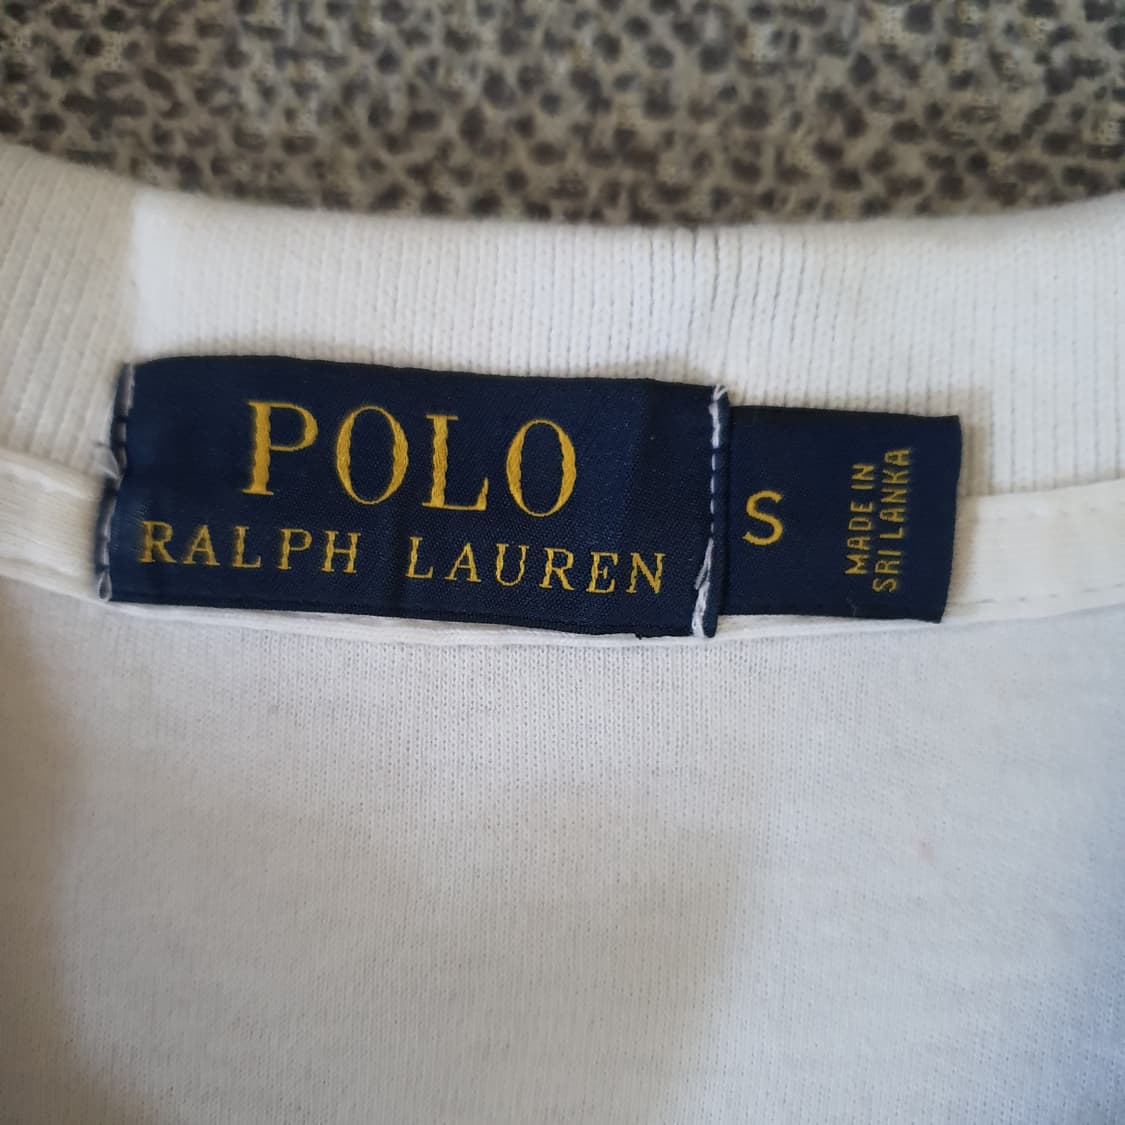 POLO
RALPH LAUREN
S
MADE IN
SRI LANKA